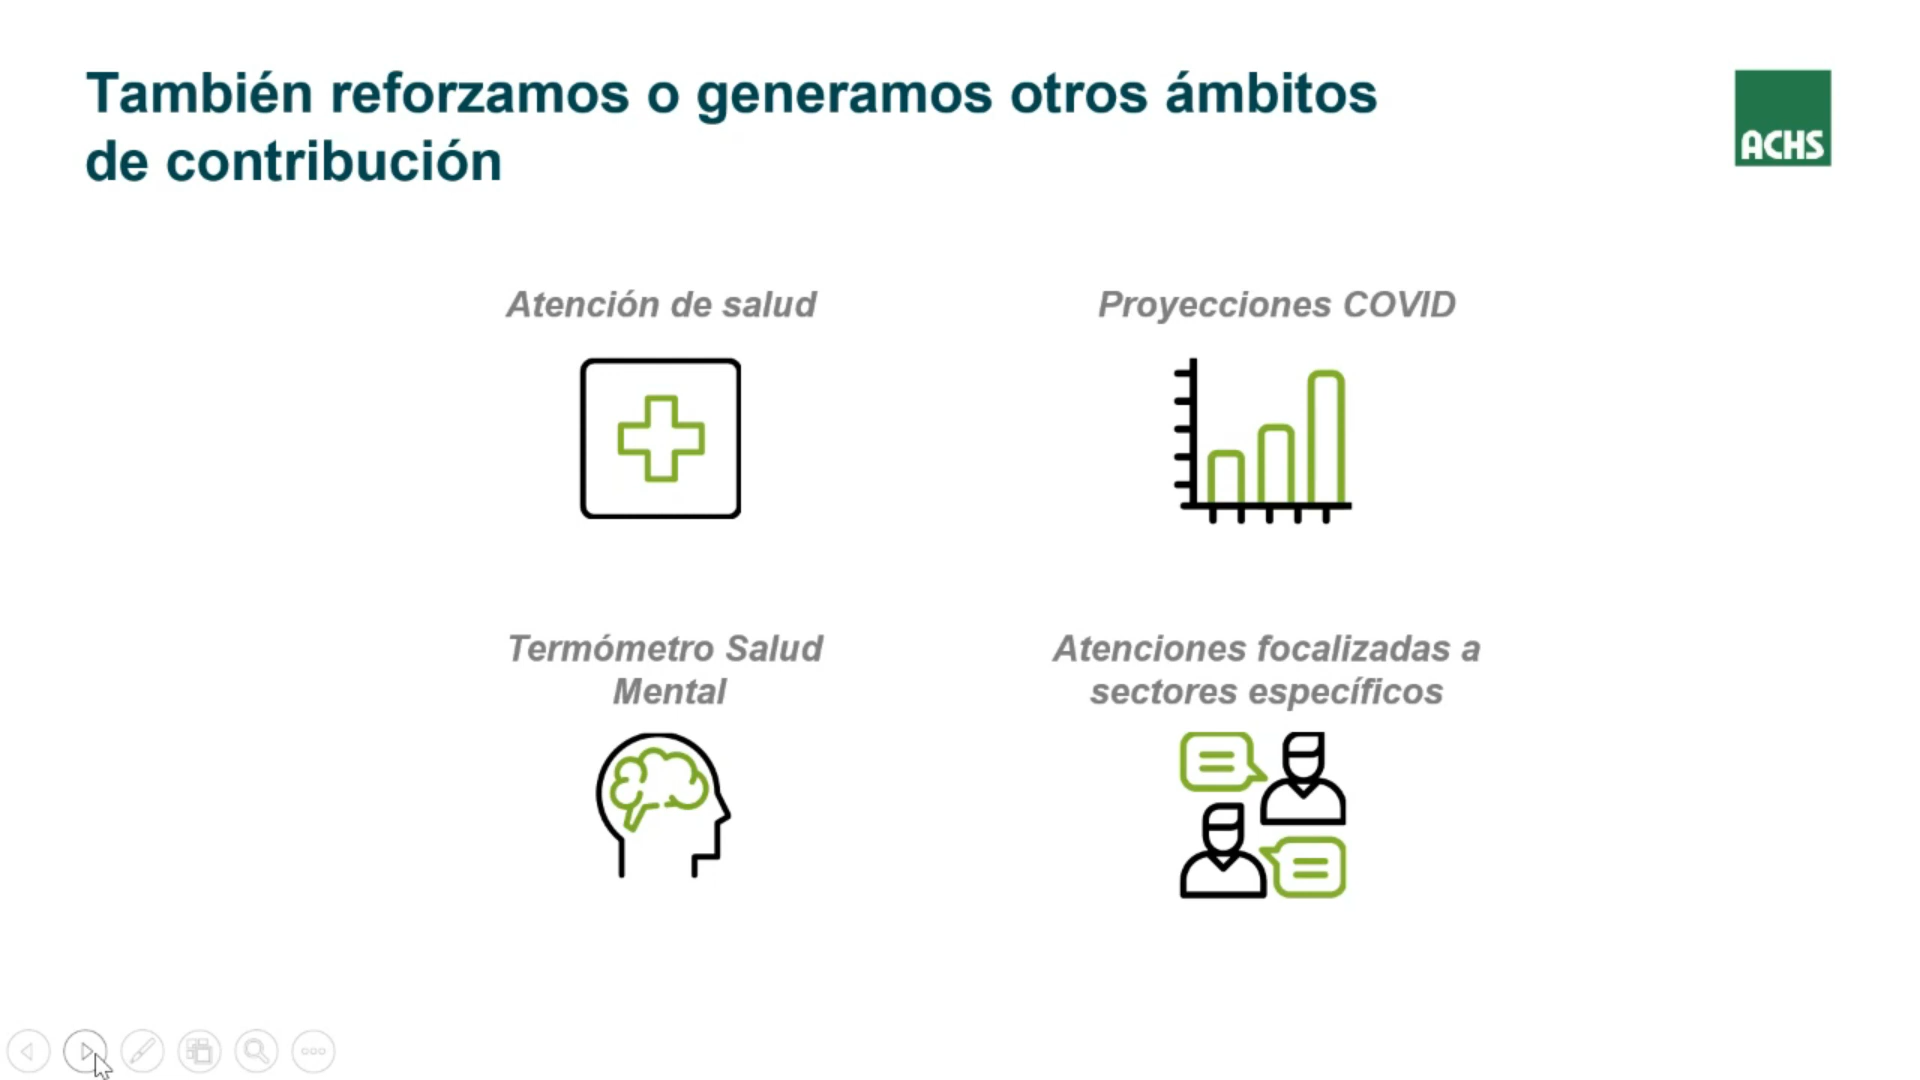 También reforzamos o generamos otros ámbitos
de contribución
ACHS
Atención de salud
Proyecciones COVID
Termómetro Salud
Mental
Atenciones focalizadas a
sectores específicos